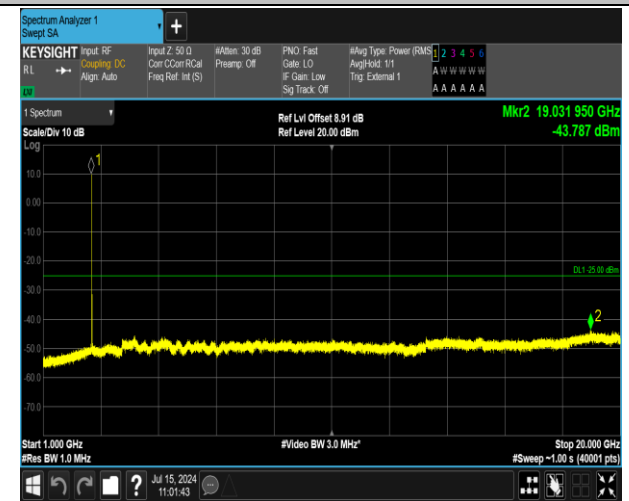 Spectrum Analyzer 1
Swept SA
+
KEYSIGHT Input: RF Input Z: 50 Ω #Atten: 30 dB PNO: Fast #Avg Type: Power (RMS 1 2 3 4 5 6
RL Coupling: DC Corr CCorr RCal Preamp: Off Gate: LO Avg|Hold: 1/1 A W W W W W
Align: Auto Freq Ref: Int (S) IF Gain: Low Trig: External 1
Sig Track: Off A A A A A A
1 Spectrum Ref Lvl Offset 8.91 dB Mkr2 19.031 950 GHz
Scale/Div 10 dB Ref Level 20.00 dBm -43.787 dBm
Log
1
10.0
0.00
-10.0
-20.0
DL1 -25.00 dBm
-30.0
-40.0
2
-50.0
-60.0
-70.0
Start 1.000 GHz #Video BW 3.0 MHz* Stop 20.000 GHz
#Res BW 1.0 MHz #Sweep ~1.00 s (40001 pts)
? Jul 15, 2024
11:01:43